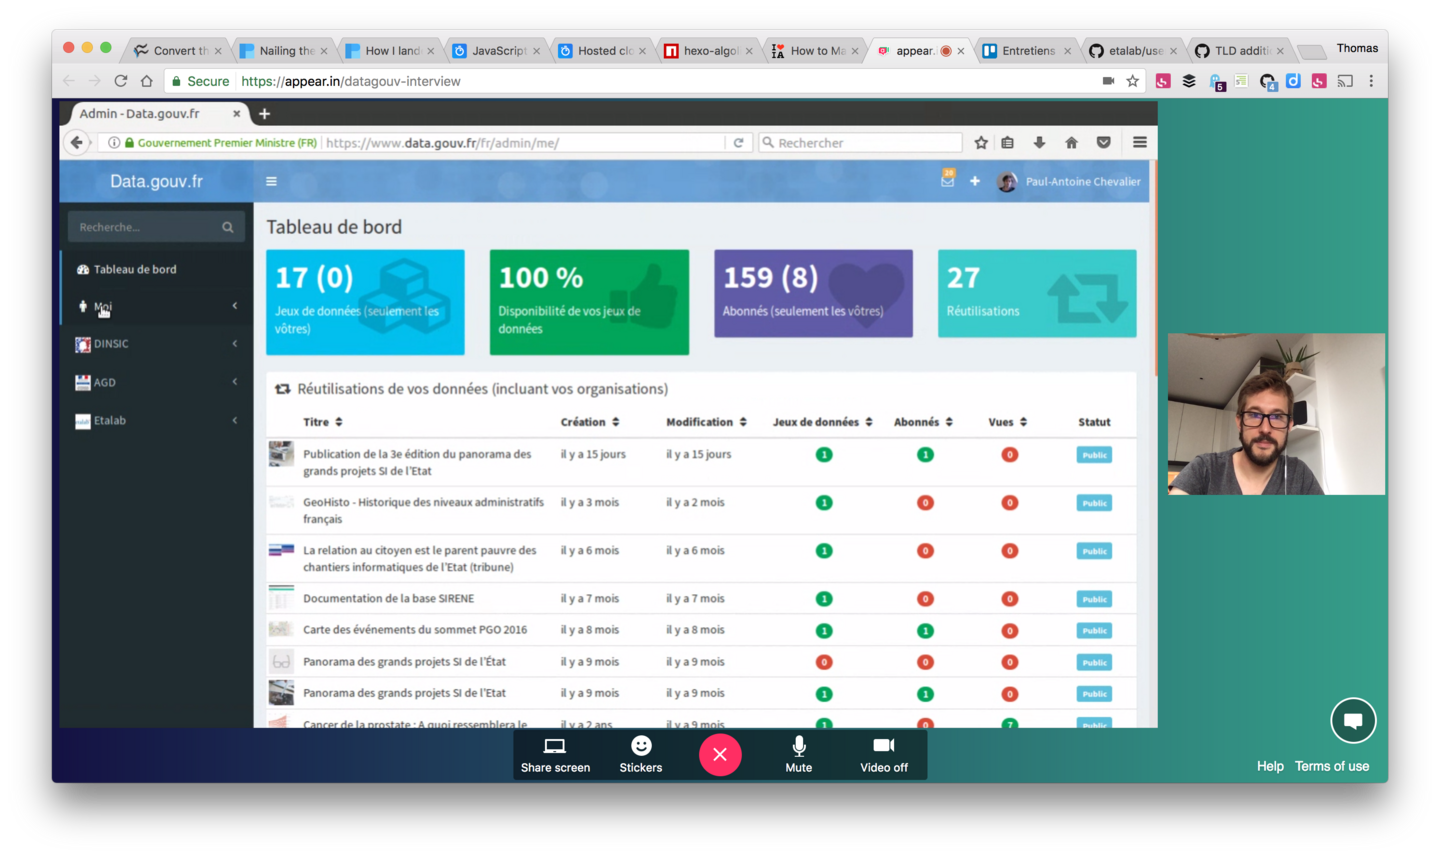 Convert th
Nailing the
How I land
JavaScript
Hosted clo
hexo-algol
How to Ma
appear.
Entretiens
etalab/use
TLD additi
Thomas
Secure https://appear.in/datagouv-interview
5
4
Admin - Data.gouv.fr
Gouvernement Premier Ministre (FR) https://www.data.gouv.fr/fr/admin/me/
Rechercher
Data.gouv.fr
Paul-Antoine Chevalier
Recherche...
Tableau de bord
Moi
DINSIC
AGD
Etalab
Tableau de bord
17 (0)
Jeux de données (seulement les
vôtres)
100 %
Disponibilité de vos jeux de
données
159 (8)
Abonnés (seulement les vôtres)
27
Réutilisations
Réutilisations de vos données (incluant vos organisations)
Titre Création Modification Jeux de données Abonnés Vues Statut
Publication de la 3e édition du panorama des il y a 15 jours il y a 15 jours 1 1 0 Public
grands projets SI de l'Etat
GeoHisto - Historique des niveaux administratifs il y a 3 mois il y a 2 mois 1 0 0 Public
français
La relation au citoyen est le parent pauvre des il y a 6 mois il y a 6 mois 1 0 0 Public
chantiers informatiques de l'Etat (tribune)
Documentation de la base SIRENE il y a 7 mois il y a 7 mois 1 0 0 Public
Carte des événements du sommet PGO 2016 il y a 8 mois il y a 8 mois 1 1 0 Public
Panorama des grands projets SI de l'État il y a 9 mois il y a 9 mois 0 0 0 Public
Panorama des grands projets SI de l'Etat il y a 9 mois il y a 9 mois 1 1 0 Public
Cancer de la prostate : A quoi ressemblera le il y a 2 ans il y a 9 mois 1 0 7 Public
Share screen
Stickers
Mute
Video off
Help
Terms of use